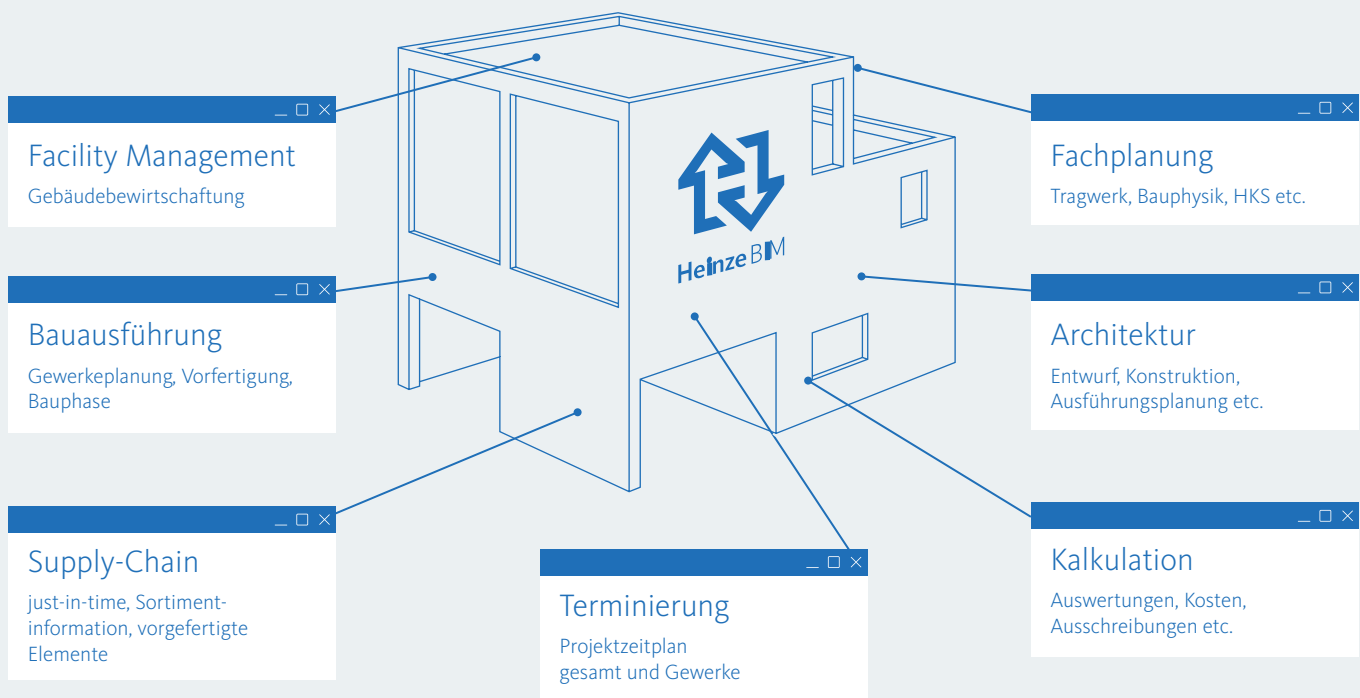 Facility Management
Gebäudebewirtschaftung
Bauausführung
Gewerkeplanung, Vorfertigung,
Bauphase
Supply-Chain
just-in-time, Sortiment-
information, vorgefertigte
Elemente
Heinze BIM
Terminierung
Projektzeitplan
gesamt und Gewerke
Fachplanung
Tragwerk, Bauphysik, HKS etc.
Architektur
Entwurf, Konstruktion,
Ausführungsplanung etc.
Kalkulation
Auswertungen, Kosten,
Ausschreibungen etc.